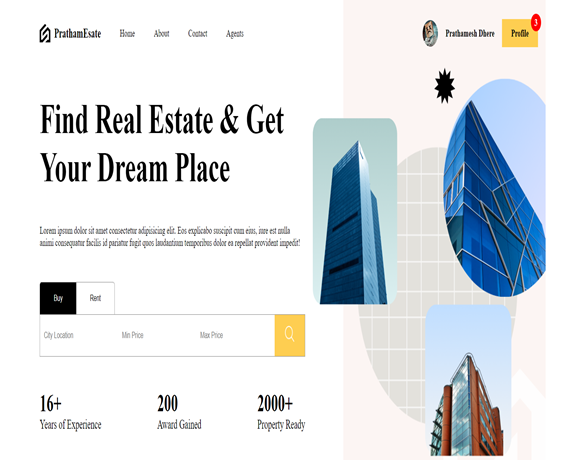 PrathamEsate
Home
About
Contact
Agents
Prathamesh Dhere
Profile
3
Find Real Estate & Get
Your Dream Place
Lorem ipsum dolor sit amet consectetur adipisicing elit. Eos explicabo suscipit cum eius, iure est nulla
animi consequatur facilis id pariatur fugit quos laudantium temporibus dolor ea repellat provident impedit!
Buy
Rent
City Location
Min Price
Max Price
16+
Years of Experience
200
Award Gained
2000+
Property Ready